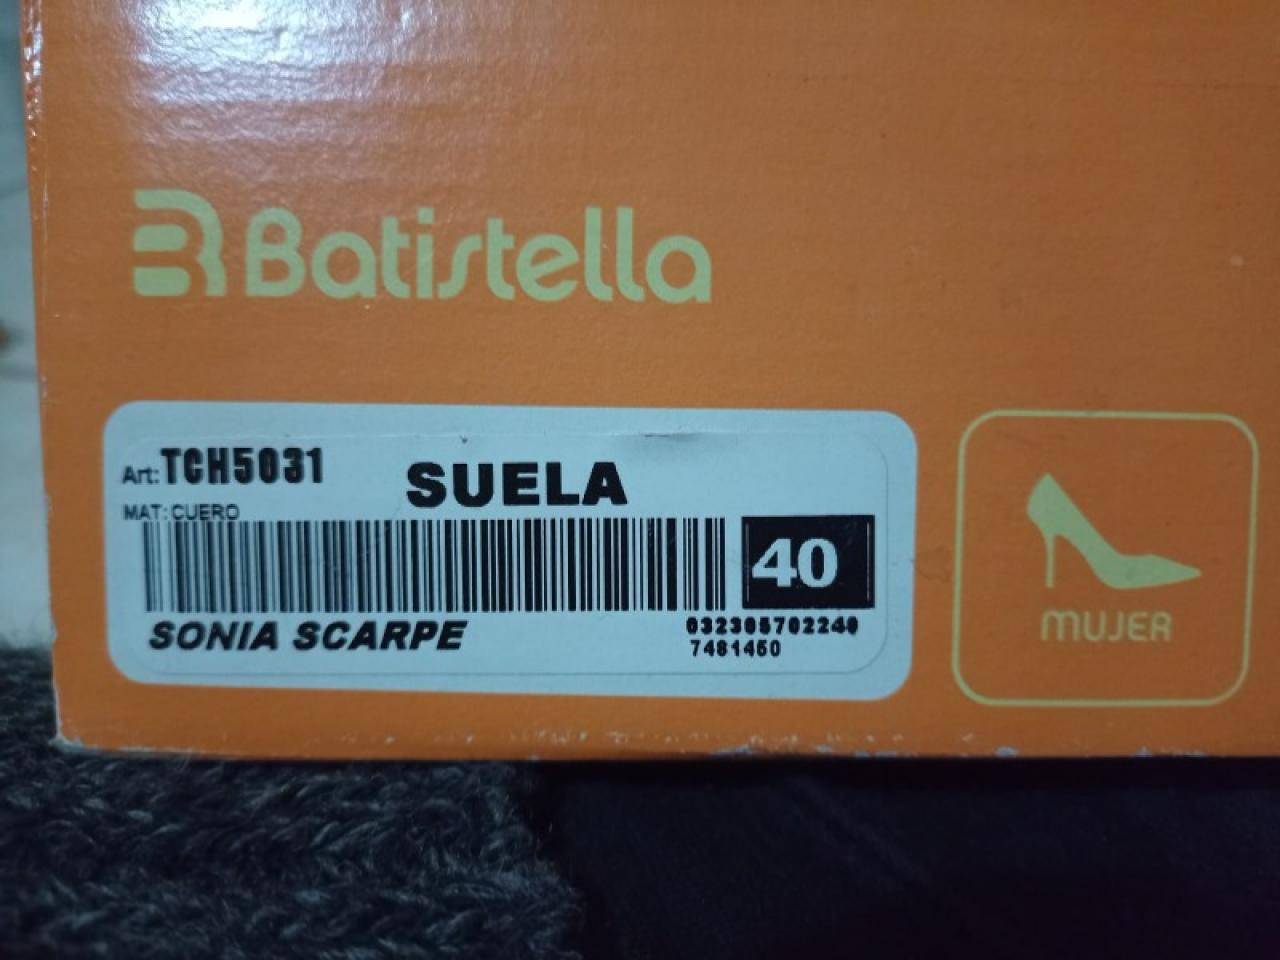 Batistella
Art: TCH5031
SUELA
MAT: CUERO
40
SONIA SCARPE
032305702240
7481450
MUJER